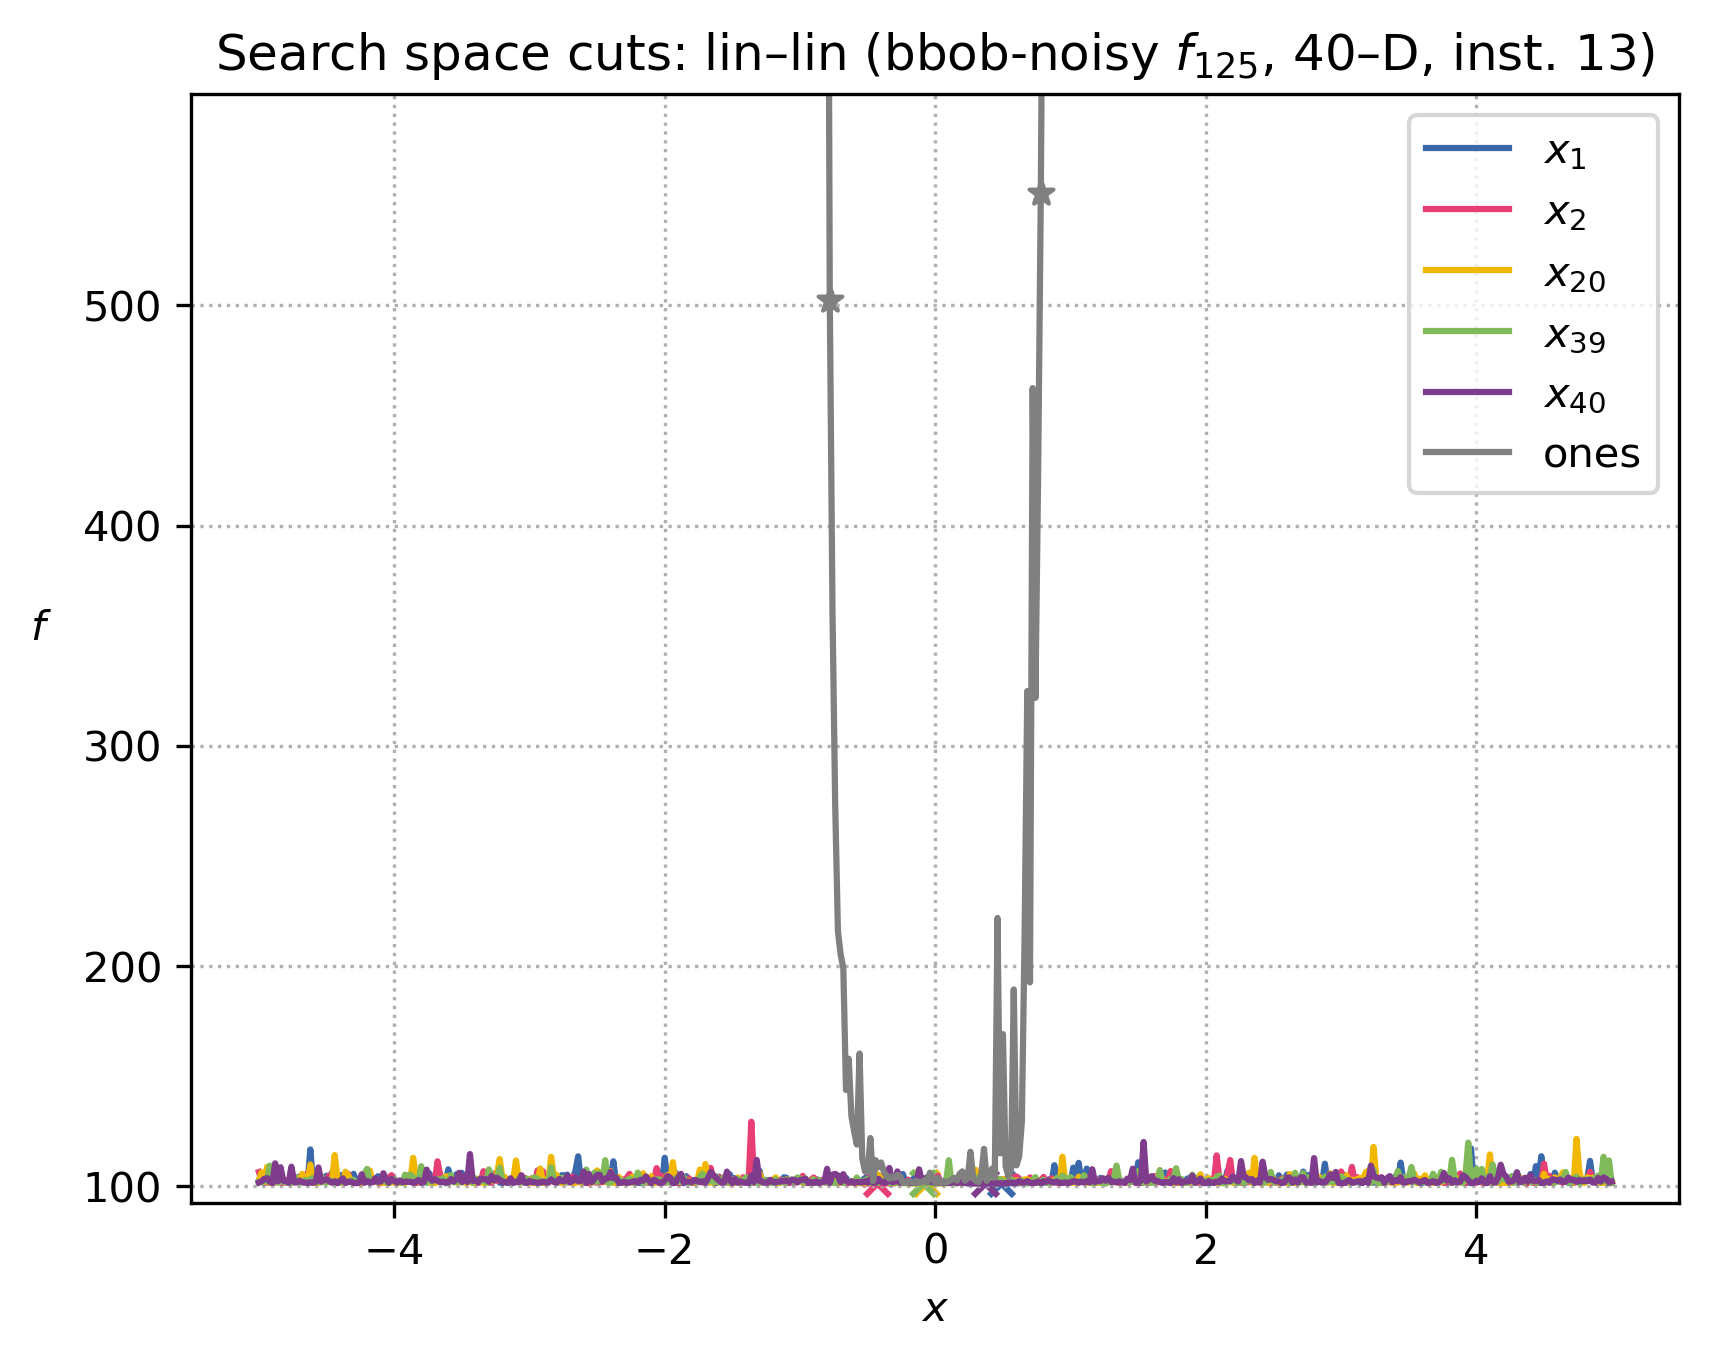 Search space cuts: lin–lin (bbob-noisy f125, 40–D, inst. 13)
x1
x2
x20
x39
x40
ones
500
400
300
200
100
f
−4
−2
0
2
4
x